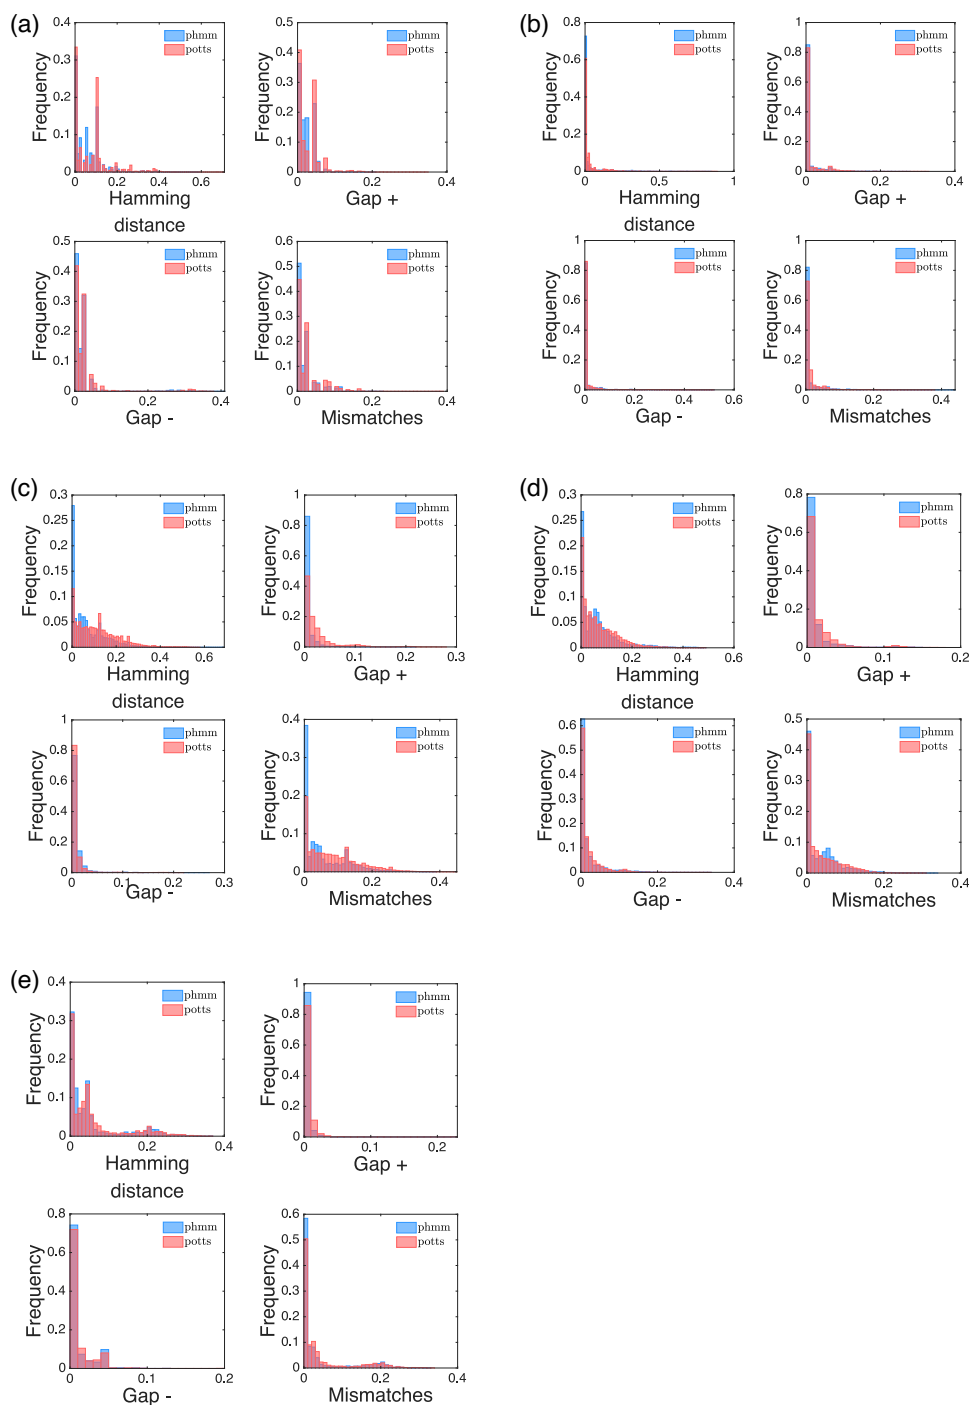 (a)
0.4
0.3
0.2
0.1
0
Frequency
phmm
potts
0 0.2 0.4 0.6
Hamming
distance
0.5
0.4
0.3
0.2
0.1
0
Frequency
phmm
potts
0 0.2 0.4
Gap +
0.5
0.4
0.3
0.2
0.1
0
Frequency
phmm
potts
0 0.2 0.4
Gap -
0.6
0.5
0.4
0.3
0.2
0.1
0
Frequency
phmm
potts
0 0.2 0.4
Mismatches
(b)
0.8
0.6
0.4
0.2
0
Frequency
phmm
potts
0 0.5 1
Hamming
distance
1
0.8
0.6
0.4
0.2
0
Frequency
phmm
potts
0 0.2 0.4
Gap +
1
0.8
0.6
0.4
0.2
0
Frequency
phmm
potts
0 0.2 0.4 0.6
Gap -
1
0.8
0.6
0.4
0.2
0
Frequency
phmm
potts
0 0.2 0.4
Mismatches
(c)
0.3
0.25
0.2
0.15
0.1
0.05
0
Frequency
phmm
potts
0 0.2 0.4 0.6
Hamming
distance
1
0.8
0.6
0.4
0.2
0
Frequency
phmm
potts
0 0.1 0.2 0.3
Gap +
1
0.8
0.6
0.4
0.2
0
Frequency
phmm
potts
0 0.1 0.2 0.3
Gap -
0.4
0.3
0.2
0.1
0
Frequency
phmm
potts
0 0.2 0.4
Mismatches
(d)
0.3
0.25
0.2
0.15
0.1
0.05
0
Frequency
phmm
potts
0 0.2 0.4 0.6
Hamming
distance
0.8
0.6
0.4
0.2
0
Frequency
phmm
potts
0 0.1 0.2
Gap +
0.6
0.5
0.4
0.3
0.2
0.1
0
Frequency
phmm
potts
0 0.2 0.4
Gap -
0.5
0.4
0.3
0.2
0.1
0
Frequency
phmm
potts
0 0.2 0.4
Mismatches
(e)
0.4
0.3
0.2
0.1
0
Frequency
phmm
potts
0 0.2 0.4
Hamming
distance
1
0.8
0.6
0.4
0.2
0
Frequency
phmm
potts
0 0.1 0.2
Gap +
0.8
0.6
0.4
0.2
0
Frequency
phmm
potts
0 0.1 0.2
Gap -
0.6
0.5
0.4
0.3
0.2
0.1
0
Frequency
phmm
potts
0 0.2 0.4
Mismatches